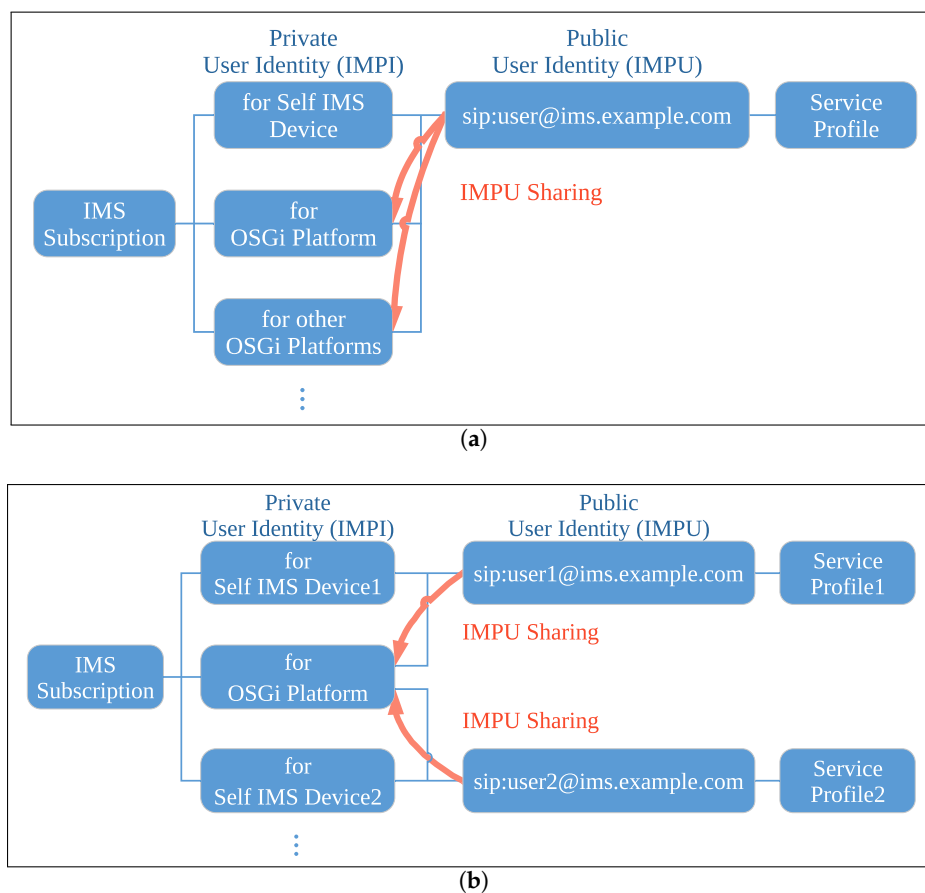 Private
User Identity (IMPI)
Public
User Identity (IMPU)
for Self IMS
Device
sip:user@ims.example.com
Service
Profile
IMPU Sharing
IMS
Subscription
for
OSGi Platform
for other
OSGi Platforms
(a)
Private
User Identity (IMPI)
Public
User Identity (IMPU)
for
Self IMS Device1
sip:user1@ims.example.com
Service
Profile1
IMPU Sharing
IMS
Subscription
for
OSGi Platform
IMPU Sharing
for
Self IMS Device2
sip:user2@ims.example.com
Service
Profile2
(b)